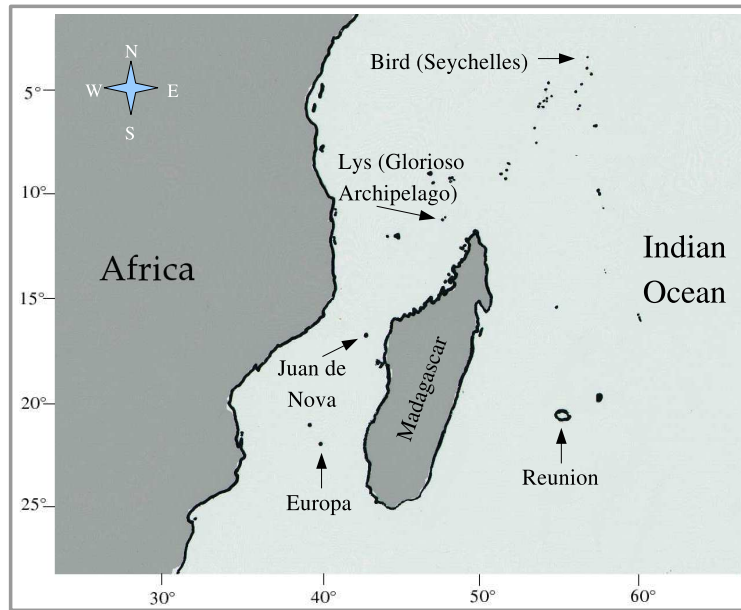 N
W
E
S
Bird (Seychelles)
5°
Lys (Glorioso
Archipelago)
10°
Africa
Indian
Ocean
15°
Juan de
Nova
Madagascar
20°
Europa
Reunion
25°
30°
40°
50°
60°